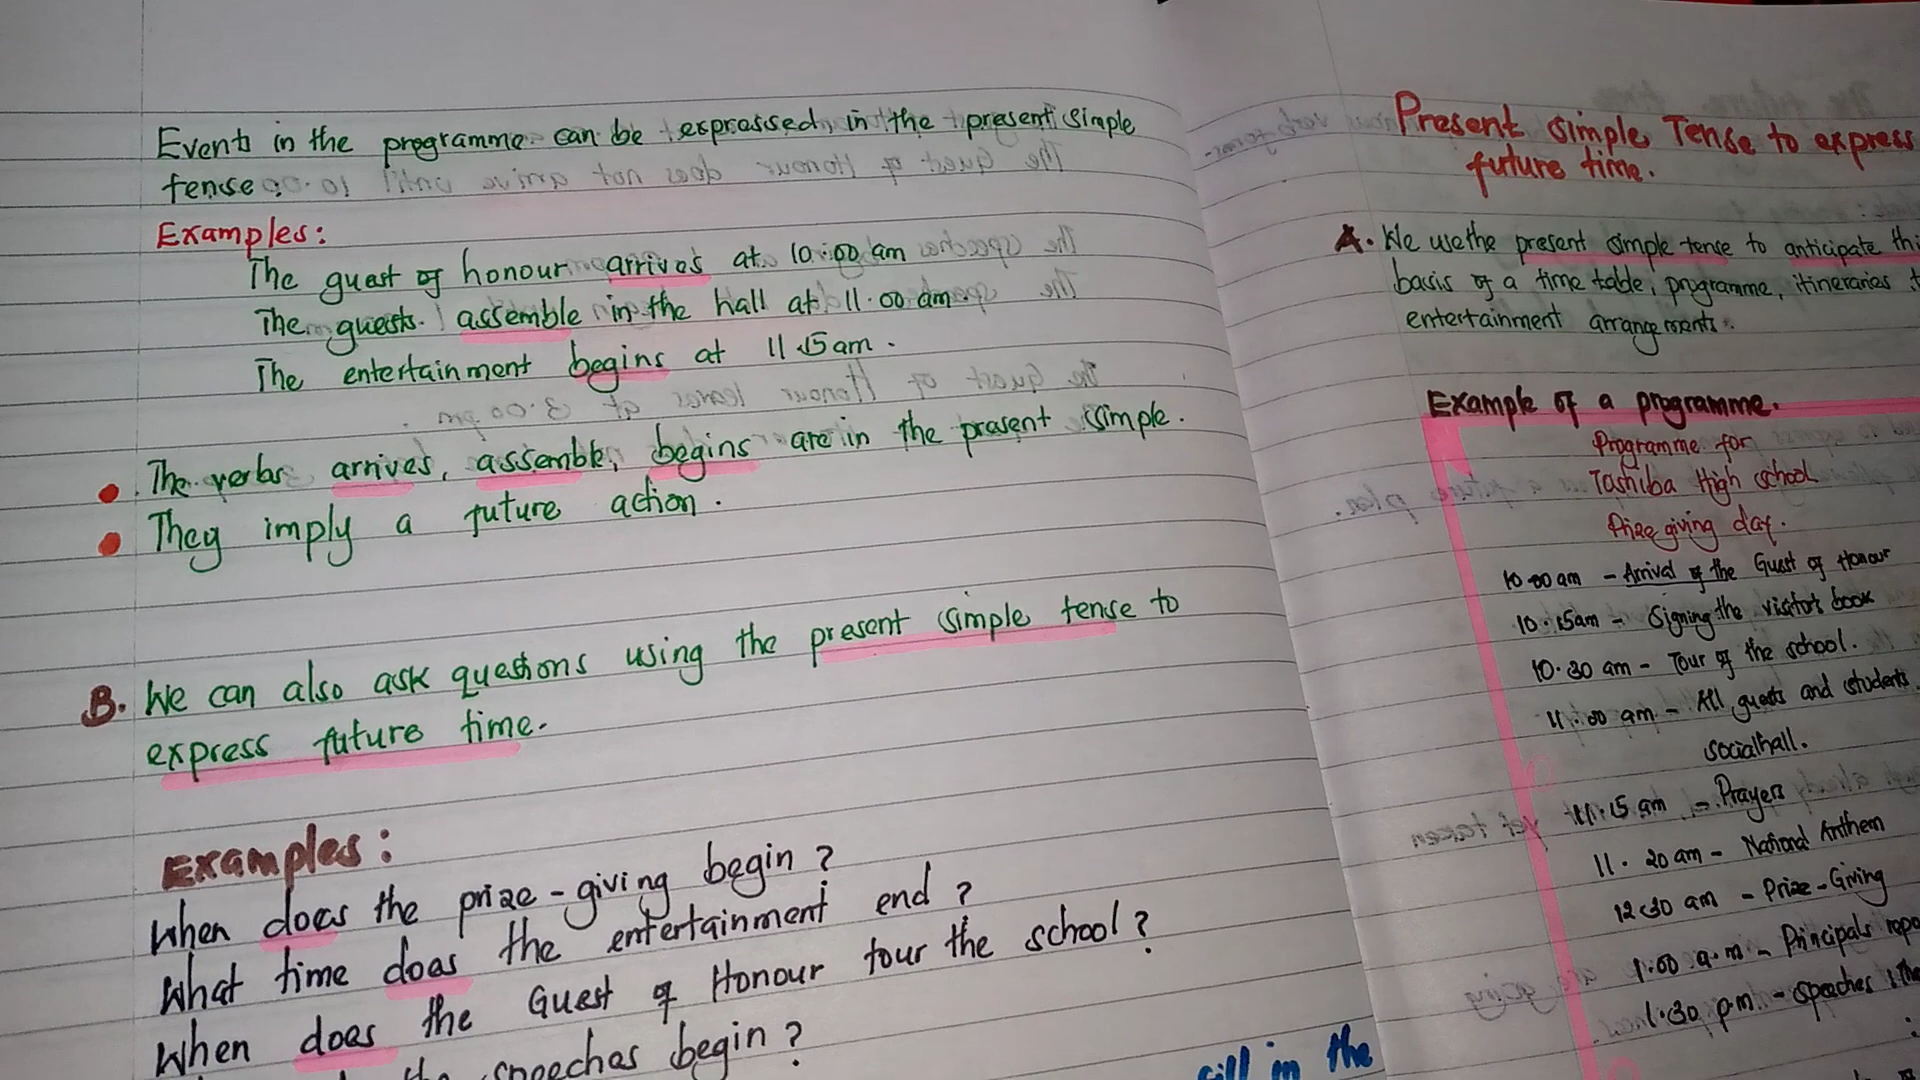 Events in the programme can be expressed in the present simple
tense.
Examples:
The guest of honour arrives at 10:00 am
The guests assemble in the hall at 11.00 am.
The entertainment begins at 11.15am.
• The verbs arrives, assemble, begins are in the present simple.
• They imply a future action.
B. We can also ask questions using the present simple tense to
express future time.
Examples:
When does the prize-giving begin?
What time does the entertainment end?
When does the Guest of Honour tour the school?
speeches begin?
fill in the
Present simple Tense to express
future time.
A. We use the present simple tense to anticipate
basis of a time table, programme, itineraries
entertainment arrangements.
Example of a programme.
Programme for
Tashiba High school
Prize giving day.
10.00am - Arrival of the Guest of Honour
10.15am - Signing the visitors book
10.30 am - Tour of the school.
11.00 am - All guests and students
socialhall.
11.15 am - Prayers
11.20 am - National Anthem
12.30 am - Prize-Giving
1.00 a.m - Principals
1.30 p.m. - speeches